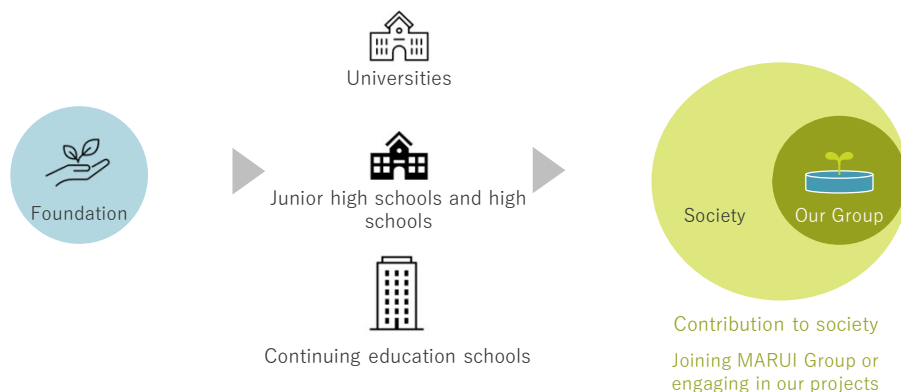 Universities
Foundation
Junior high schools and high
schools
Continuing education schools
Society
Our Group
Contribution to society
Joining MARUI Group or
engaging in our projects